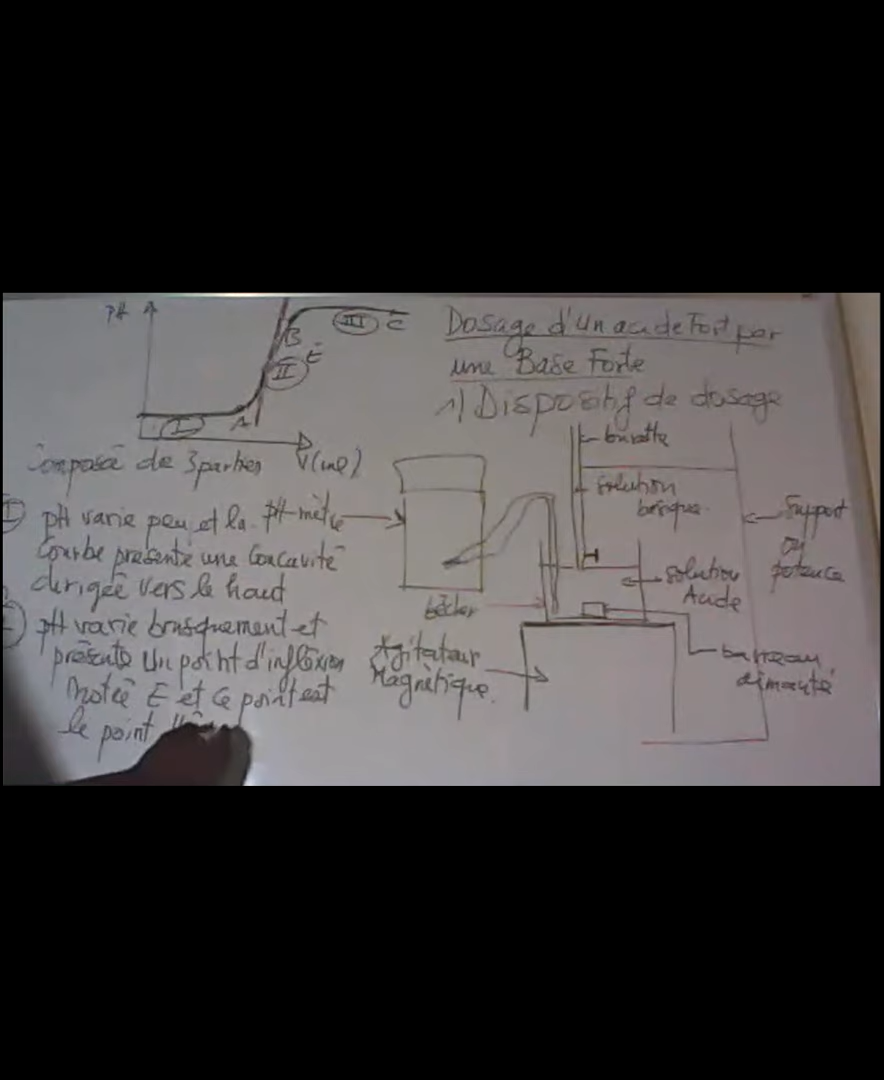 pH
III
C
B
E
II
A
I
V(ml)
Composée de 3 parties
I pH varie peu et la
Courbe présente une Concavité
dirigée vers le haut
pH varie brusquement et
présente un point d'inflexion
Notée E et Ce point est
le point
Dosage d'Un acide Fort par
une Base Forte
1) Dispositif de dosage
burette
solution
basique
Support
ou
potence
pH-mètre
solution
Acide
bécher
Agitateur
Magnétique.
barreau
aimanté